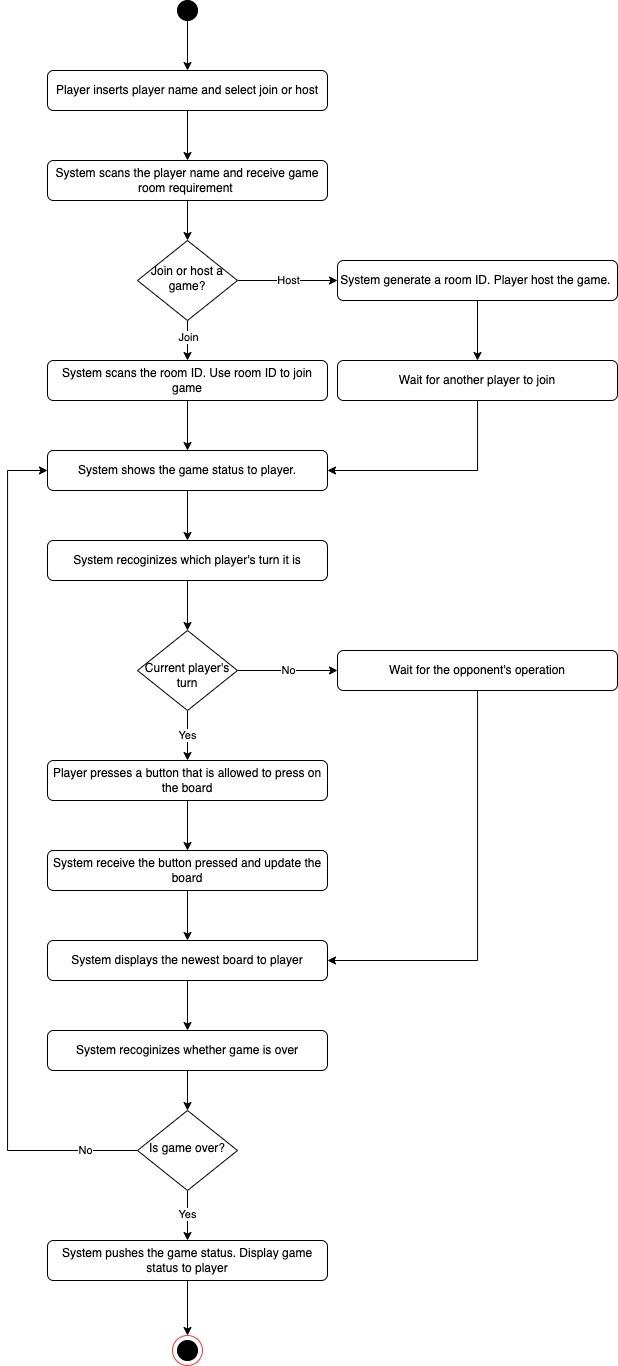 Player inserts player name and select join or host
System scans the player name and receive game
room requirement
Join or host a
game?
Host
System generate a room ID. Player host the game.
Join
System scans the room ID. Use room ID to join
game
Wait for another player to join
System shows the game status to player.
System recoginizes which player's turn it is
Current player's
turn
No
Wait for the opponent's operation
Yes
Player presses a button that is allowed to press on
the board
System receive the button pressed and update the
board
System displays the newest board to player
System recoginizes whether game is over
Is game over?
No
Yes
System pushes the game status. Display game
status to player